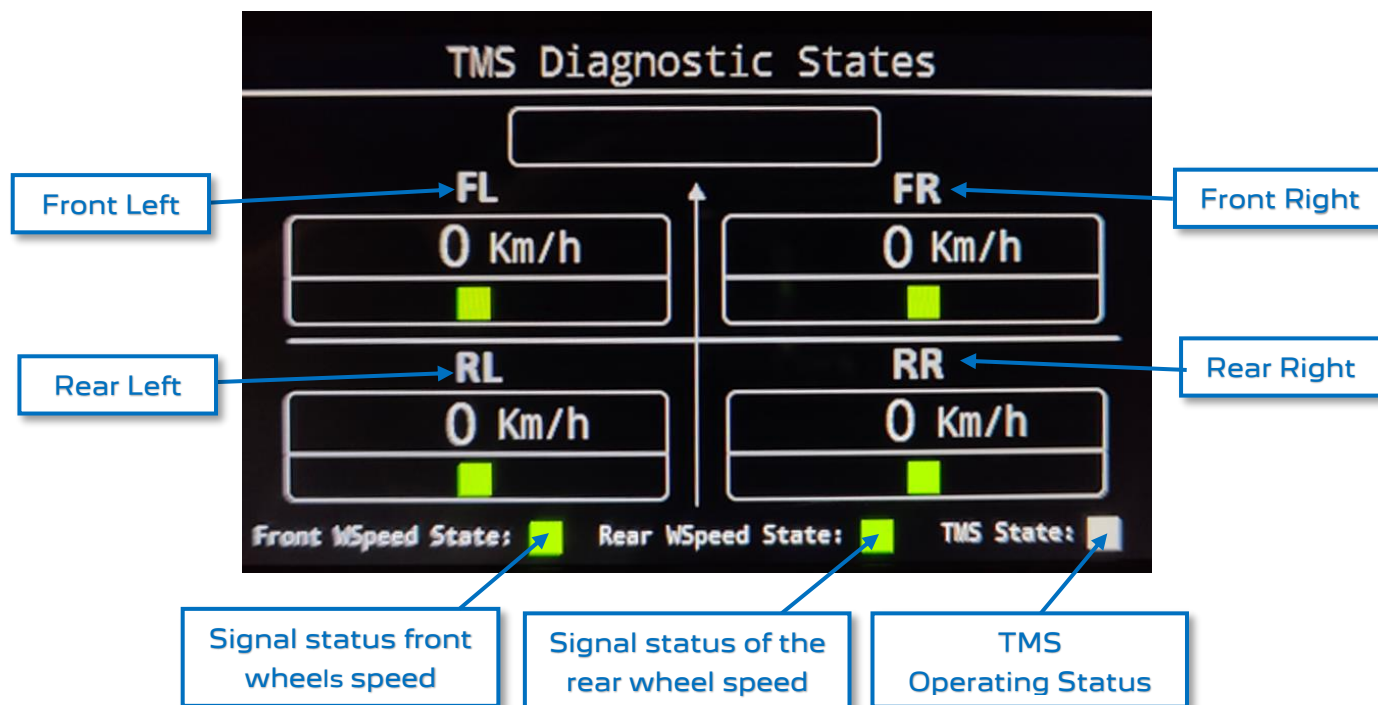 TMS Diagnostic States
Front Left
FL
FR
Front Right
0 Km/h
0 Km/h
Rear Left
RL
RR
Rear Right
0 Km/h
0 Km/h
Front WSpeed State:
Rear WSpeed State:
TMS State:
Signal status front
wheels speed
Signal status of the
rear wheel speed
TMS
Operating Status